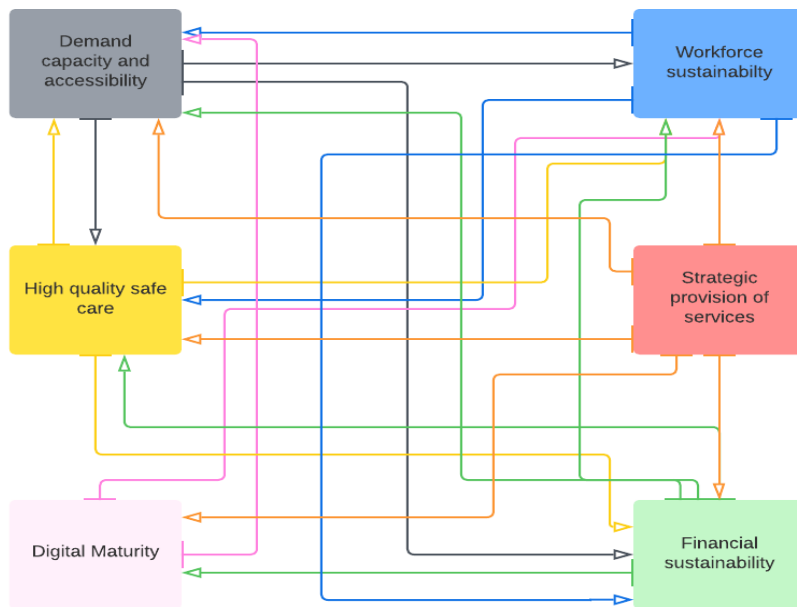 Demand
capacity and
accessibility
Workforce
sustainabilty
High quality safe
care
Strategic
provision of
services
Digital Maturity
Financial
sustainability